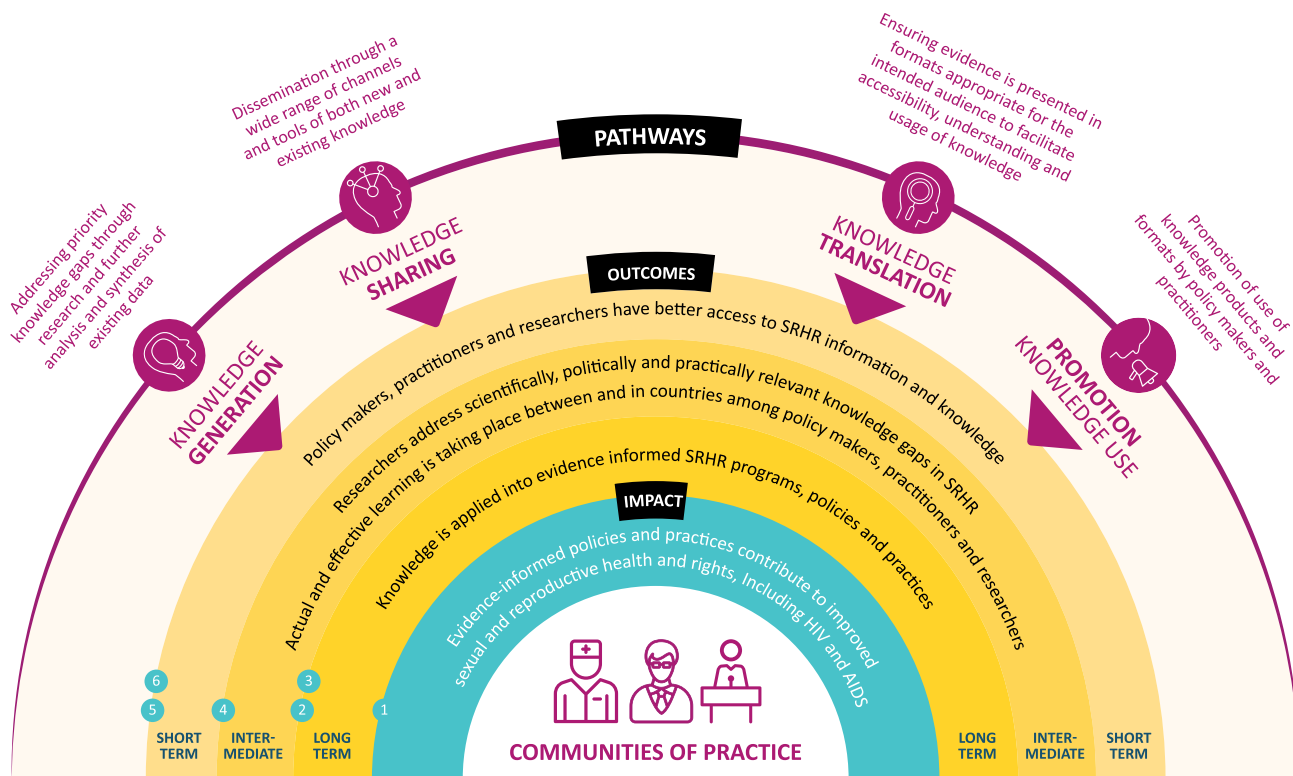 PATHWAYS
Addressing priority
knowledge gaps through
research and further
analysis and synthesis of
existing data
KNOWLEDGE
GENERATION
Dissemination through a
wide range of channels
and tools of both new and
existing knowledge
KNOWLEDGE
SHARING
Ensuring evidence is presented in
formats appropriate for the
intended audience to facilitate
accessibility, understanding and
usage of knowledge
KNOWLEDGE
TRANSLATION
Promotion of use of
knowledge products and
formats by policy makers and
practitioners
PROMOTION
KNOWLEDGE USE
OUTCOMES
Policy makers, practitioners and researchers have better access to SRHR information and knowledge
Researchers address scientifically, politically and practically relevant knowledge gaps in SRHR
Actual and effective learning is taking place between and in countries among policy makers, practitioners and researchers
Knowledge is applied into evidence informed SRHR programs, policies and practices
IMPACT
Evidence-informed policies and practices contribute to improved
sexual and reproductive health and rights, Including HIV and AIDS
6
3
5
4
2
1
SHORT
TERM
INTER-
MEDIATE
LONG
TERM
COMMUNITIES OF PRACTICE
LONG
TERM
INTER-
MEDIATE
SHORT
TERM